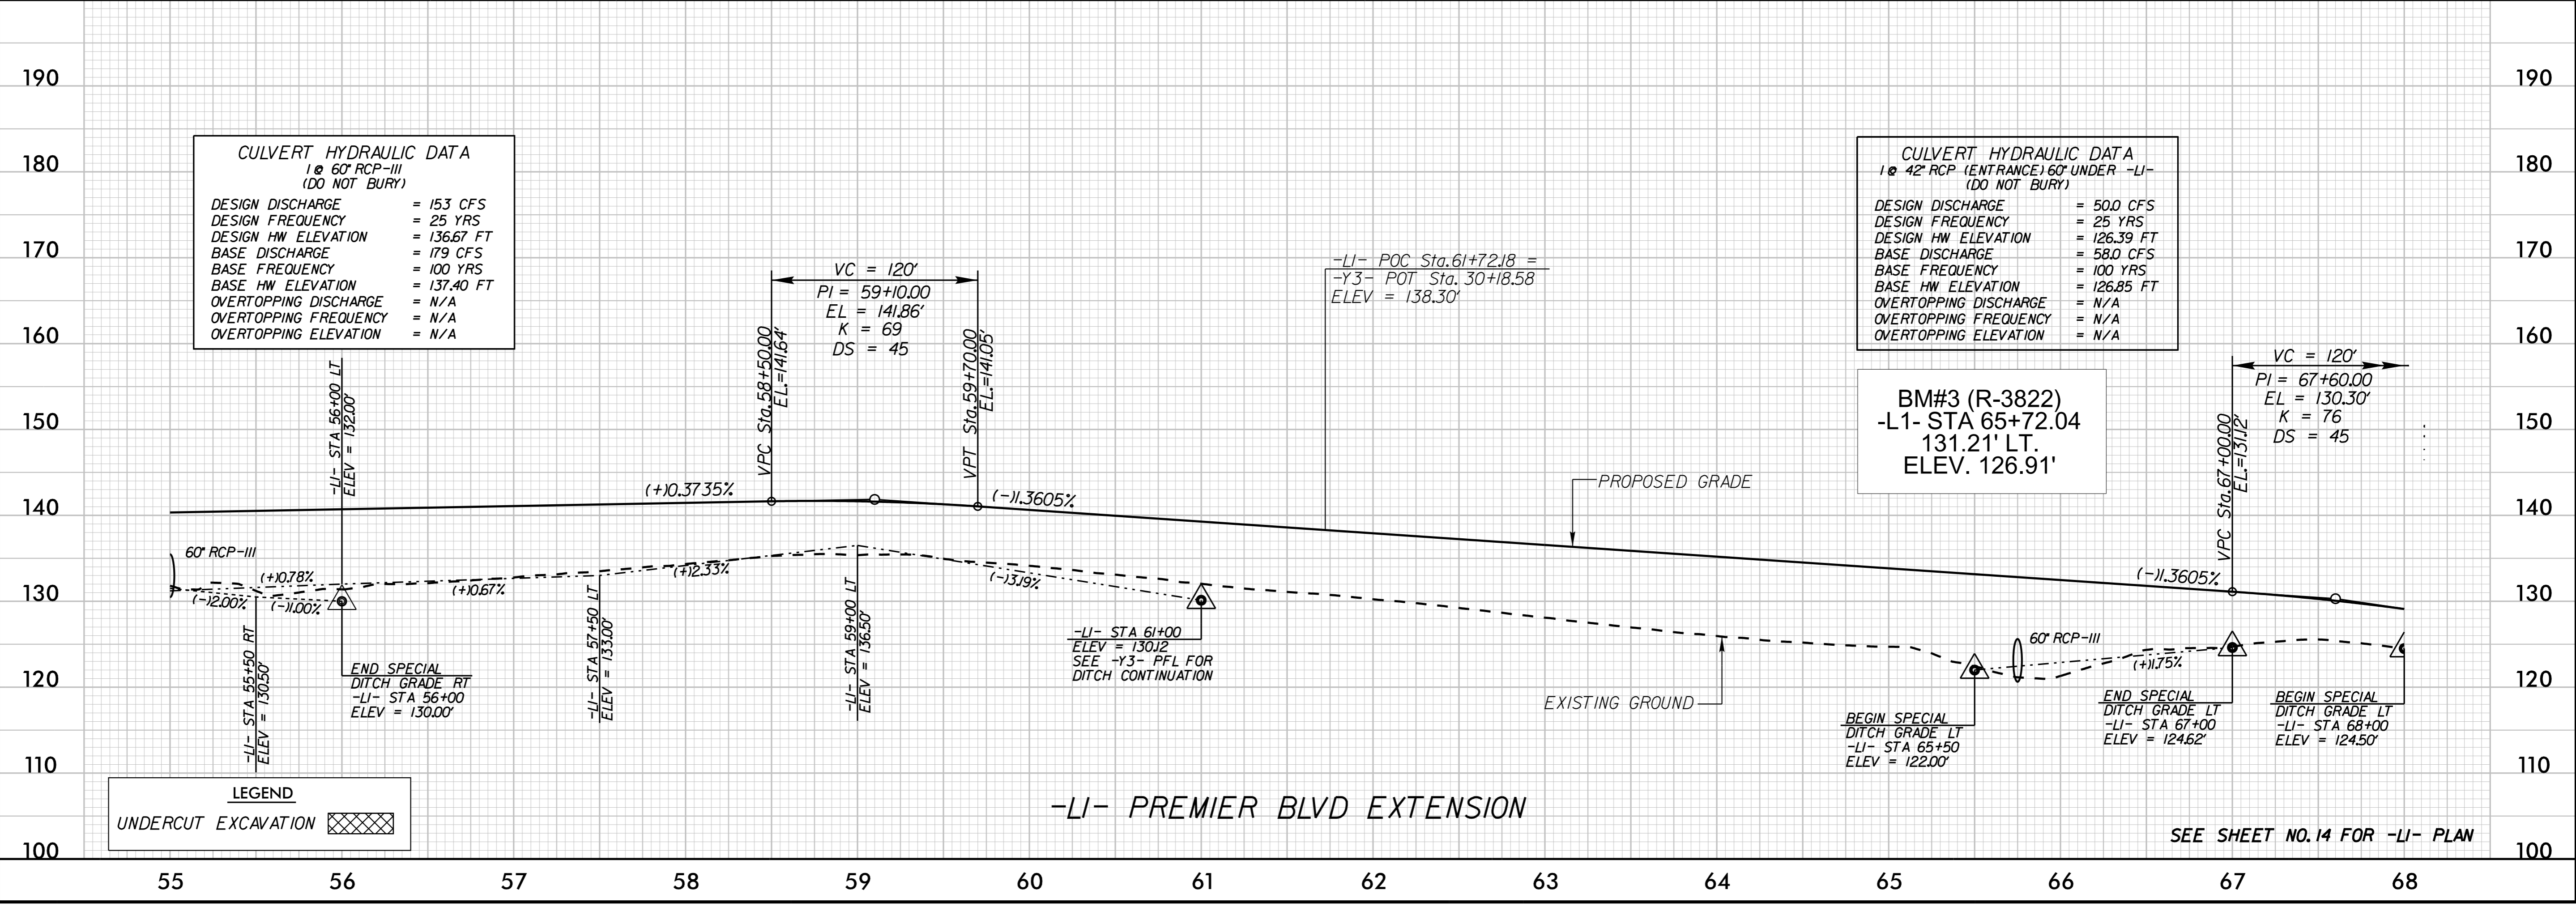 190
180
170
160
150
140
130
120
110
100
CULVERT HYDRAULIC DATA
1 @ 60" RCP-III
(DO NOT BURY)
DESIGN DISCHARGE = 153 CFS
DESIGN FREQUENCY = 25 YRS
DESIGN HW ELEVATION = 136.67 FT
BASE DISCHARGE = 179 CFS
BASE FREQUENCY = 100 YRS
BASE HW ELEVATION = 137.40 FT
OVERTOPPING DISCHARGE = N/A
OVERTOPPING FREQUENCY = N/A
OVERTOPPING ELEVATION = N/A
-L1- STA 56+00 LT
ELEV = 132.00'
60" RCP-III
(+)0.78%
(-)2.00%
(-)1.00%
-L1- STA 55+50 RT
ELEV = 130.50'
END SPECIAL
DITCH GRADE RT
-L1- STA 56+00
ELEV = 130.00'
(+)0.67%
-L1- STA 57+50 LT
ELEV = 133.00'
(+)2.33%
(+)0.3735%
VC = 120'
PI = 59+10.00
EL = 141.86'
K = 69
DS = 45
VPC Sta.58+50.00
EL.=141.64'
VPT Sta.59+70.00
EL.=141.05'
(-)1.3605%
-L1- STA 59+00 LT
ELEV = 136.50'
(-)3.19%
-L1- STA 61+00
ELEV = 130.12
SEE -Y3- PFL FOR
DITCH CONTINUATION
-L1- POC Sta.61+72.18 =
-Y3- POT Sta. 30+18.58
ELEV = 138.30'
PROPOSED GRADE
EXISTING GROUND
CULVERT HYDRAULIC DATA
1 @ 42" RCP (ENTRANCE) 60" UNDER -L1-
(DO NOT BURY)
DESIGN DISCHARGE = 50.0 CFS
DESIGN FREQUENCY = 25 YRS
DESIGN HW ELEVATION = 126.39 FT
BASE DISCHARGE = 58.0 CFS
BASE FREQUENCY = 100 YRS
BASE HW ELEVATION = 126.85 FT
OVERTOPPING DISCHARGE = N/A
OVERTOPPING FREQUENCY = N/A
OVERTOPPING ELEVATION = N/A
BM#3 (R-3822)
-L1- STA 65+72.04
131.21' LT.
ELEV. 126.91'
VC = 120'
PI = 67+60.00
EL = 130.30'
K = 76
DS = 45
VPC Sta.67+00.00
EL.=131.12'
(-)1.3605%
60" RCP-III
(+)1.75%
BEGIN SPECIAL
DITCH GRADE LT
-L1- STA 65+50
ELEV = 122.00'
END SPECIAL
DITCH GRADE LT
-L1- STA 67+00
ELEV = 124.62'
BEGIN SPECIAL
DITCH GRADE LT
-L1- STA 68+00
ELEV = 124.50'
190
180
170
160
150
140
130
120
110
100
LEGEND
UNDERCUT EXCAVATION
-L1- PREMIER BLVD EXTENSION
SEE SHEET NO. 14 FOR -L1- PLAN
55 56 57 58 59 60 61 62 63 64 65 66 67 68